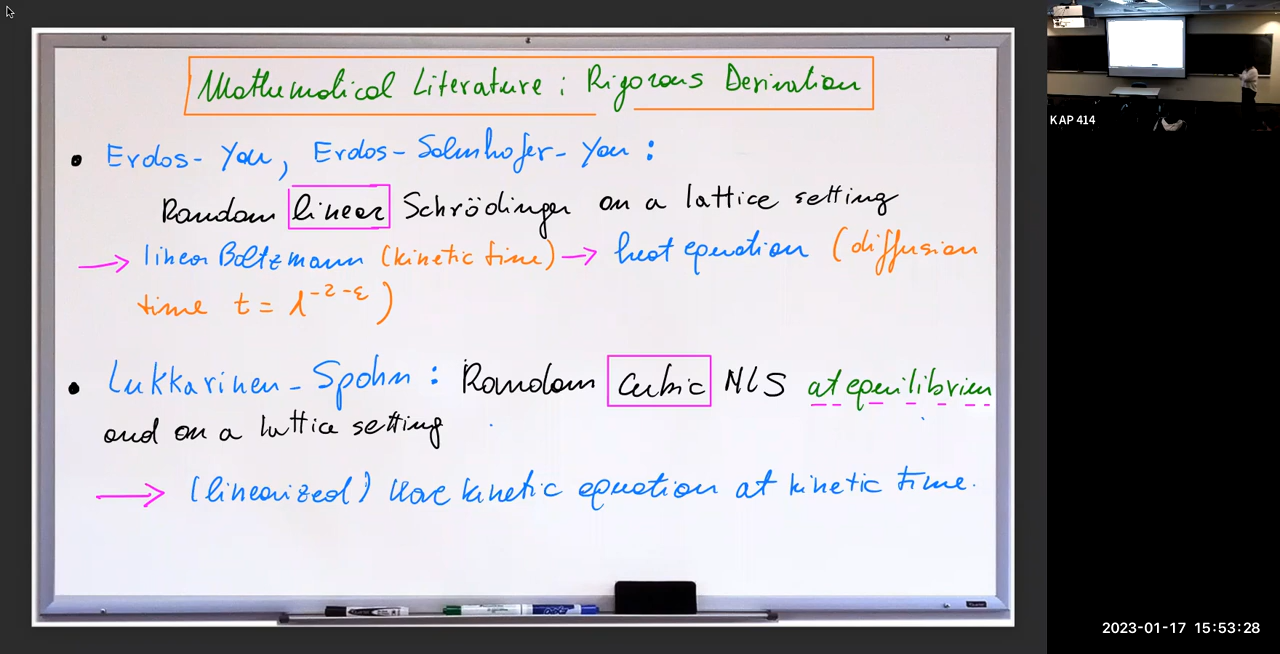 Mathematical Literature : Rigorous Derivation
• Erdos - Yau, Erdos - Salmhofer - Yau :
Random linear Schrödinger on a lattice setting
→ linear Boltzmann (kinetic time) → heat equation (diffusion
time t = λ^{-2-ε})
• Lukkarinen - Spohn : Random Cubic NLS at equilibrium
and on a lattice setting
→ (linearized) wave kinetic equation at kinetic time.
KAP 414
2023-01-17 15:53:28